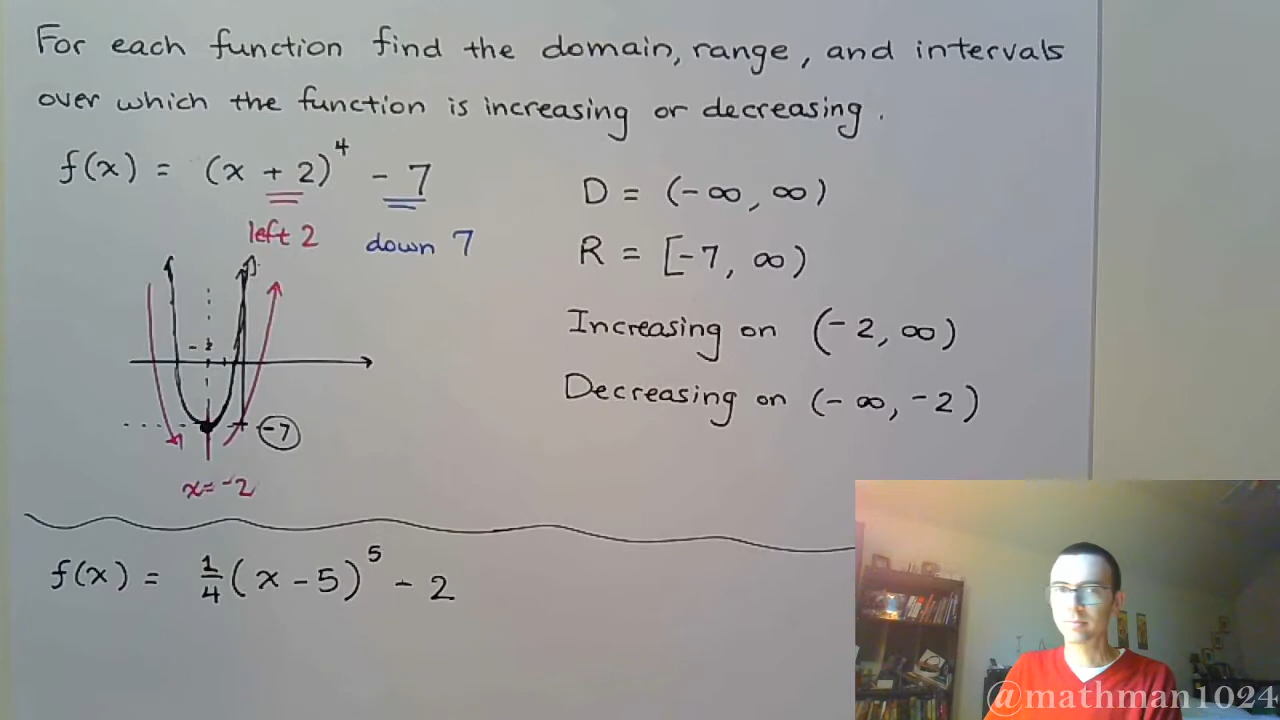 For each function find the domain, range, and intervals
over which the function is increasing or decreasing.
f(x) = (x + 2)⁴ - 7
left 2 down 7
D = (-∞, ∞)
R = [-7, ∞)
Increasing on (-2, ∞)
Decreasing on (-∞, -2)
-7
x=-2
f(x) = 1/4 (x - 5)⁵ - 2
@mathman1024